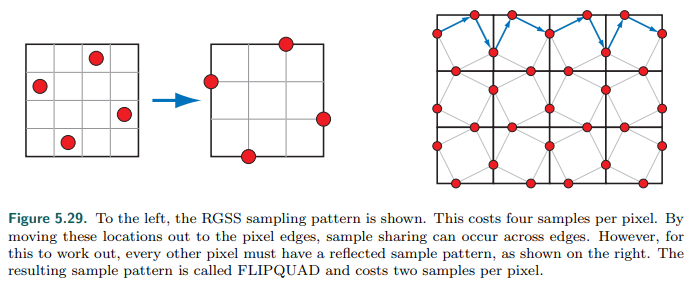 Figure 5.29. To the left, the RGSS sampling pattern is shown. This costs four samples per pixel. By
moving these locations out to the pixel edges, sample sharing can occur across edges. However, for
this to work out, every other pixel must have a reflected sample pattern, as shown on the right. The
resulting sample pattern is called FLIPQUAD and costs two samples per pixel.